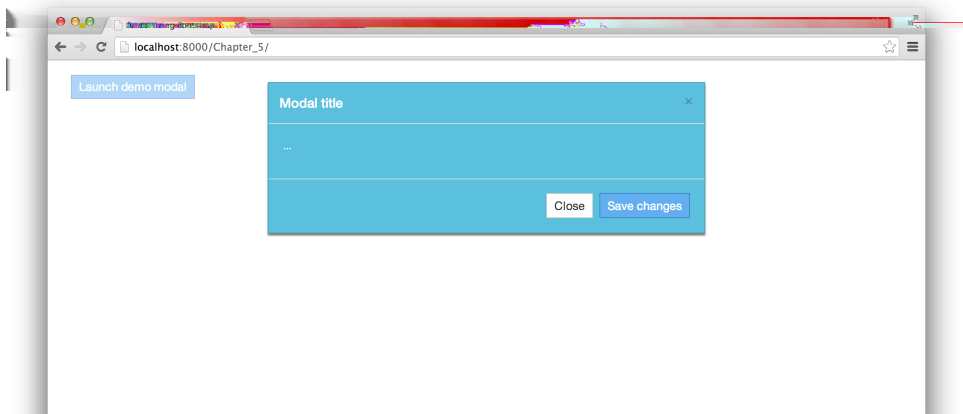 localhost:8000/Chapter_5/
Launch demo modal
Modal title
×
...
Close
Save changes